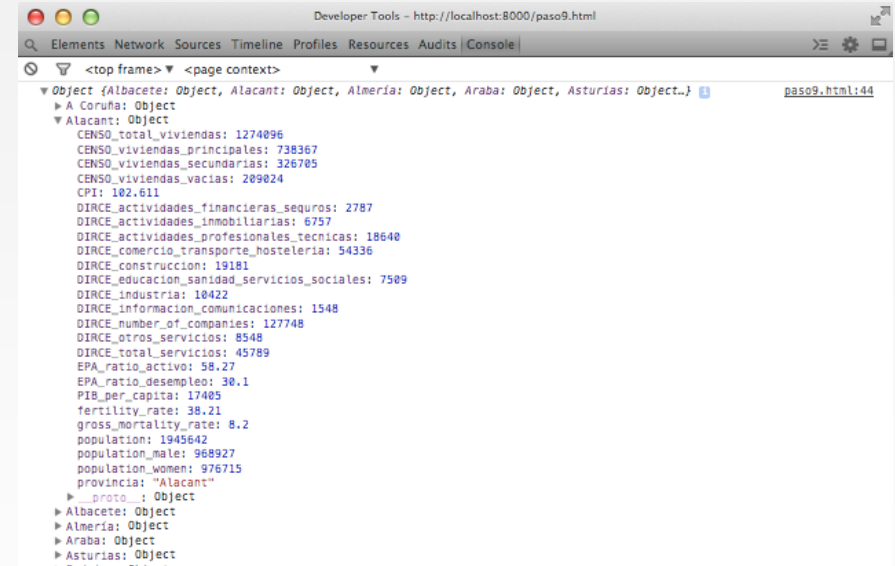 Developer Tools - http://localhost:8000/paso9.html
Elements Network Sources Timeline Profiles Resources Audits Console
<top frame> ▼ <page context> ▼
▼ Object {Albacete: Object, Alacant: Object, Almería: Object, Araba: Object, Asturias: Object…} paso9.html:44
▶ A Coruña: Object
▼ Alacant: Object
CENSO_total_viviendas: 1274096
CENSO_viviendas_principales: 738367
CENSO_viviendas_secundarias: 326705
CENSO_viviendas_vacias: 209024
CPI: 102.611
DIRCE_actividades_financieras_seguros: 2787
DIRCE_actividades_inmobiliarias: 6757
DIRCE_actividades_profesionales_tecnicas: 18640
DIRCE_comercio_transporte_hosteleria: 54336
DIRCE_construccion: 19181
DIRCE_educacion_sanidad_servicios_sociales: 7509
DIRCE_industria: 10422
DIRCE_informacion_comunicaciones: 1548
DIRCE_number_of_companies: 127748
DIRCE_otros_servicios: 8548
DIRCE_total_servicios: 45789
EPA_ratio_activo: 58.27
EPA_ratio_desempleo: 30.1
PIB_per_capita: 17405
fertility_rate: 38.21
gross_mortality_rate: 8.2
population: 1945642
population_male: 968927
population_women: 976715
provincia: "Alacant"
▶ __proto__: Object
▶ Albacete: Object
▶ Almería: Object
▶ Araba: Object
▶ Asturias: Object